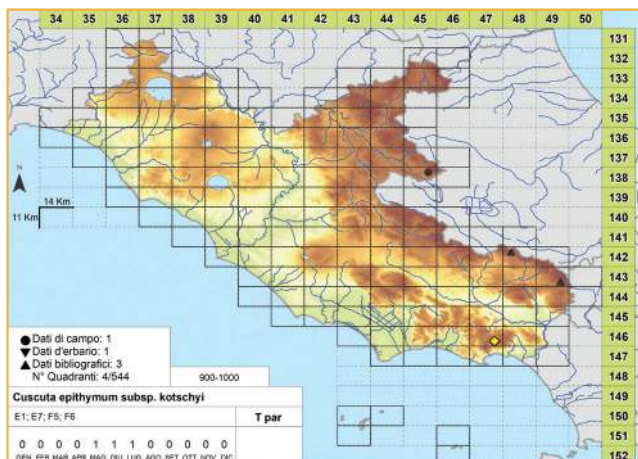 34 35 36 37 38 39 40 41 42 43 44 45 46 47 48 49 50
131
132
133
134
135
136
137
138
139
140
141
142
143
144
145
146
147
148
149
150
151
152
N
14 Km
11 Km
Dati di campo: 1
Dati d'erbario: 1
Dati bibliografici: 3
N° Quadranti: 4/544
900-1000
Cuscuta epithymum subsp. kotschyi
E1; E7; F5; F6
T par
0 0 0 0 1 1 1 0 0 0 0 0
GEN FEB MAR APR MAG GIU LUG AGO SET OTT NOV DIC